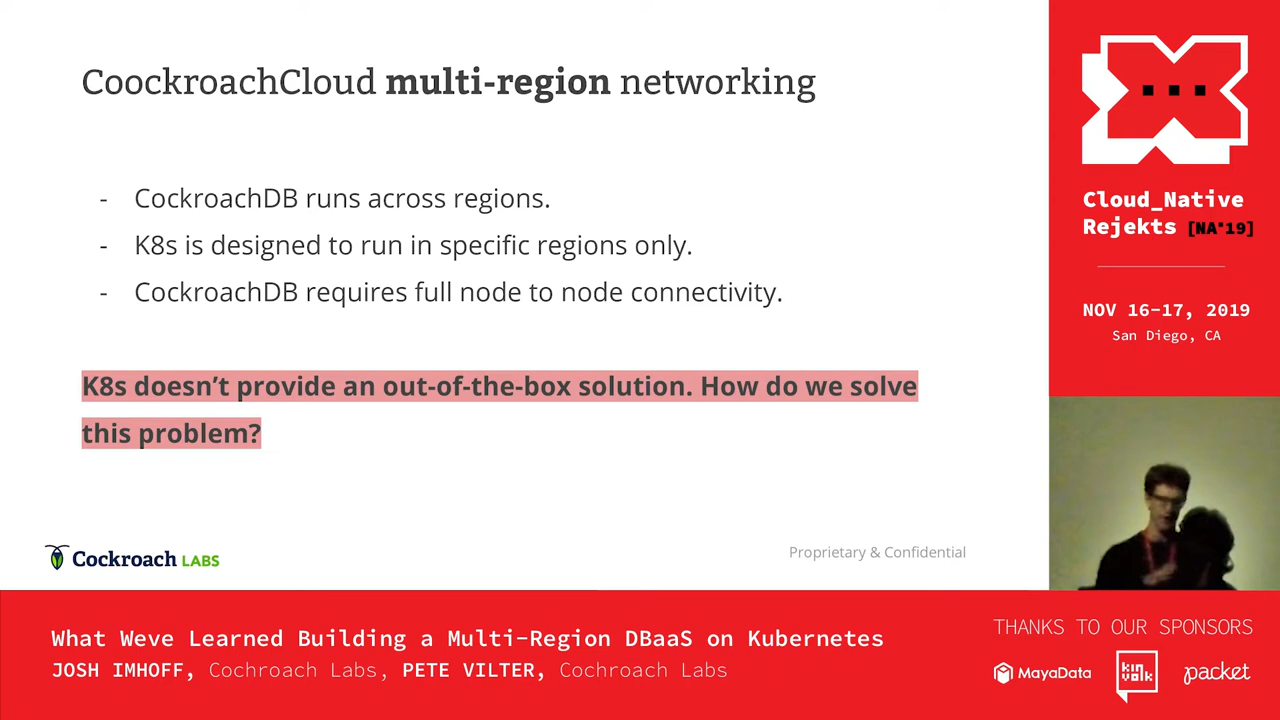 CoockroachCloud multi-region networking
- CockroachDB runs across regions.
- K8s is designed to run in specific regions only.
- CockroachDB requires full node to node connectivity.
K8s doesn’t provide an out-of-the-box solution. How do we solve
this problem?
Cockroach LABS
Proprietary & Confidential
Cloud_Native
Rejekts [NA'19]
NOV 16-17, 2019
San Diego, CA
What Weve Learned Building a Multi-Region DBaaS on Kubernetes
JOSH IMHOFF, Cochroach Labs, PETE VILTER, Cochroach Labs
THANKS TO OUR SPONSORS
MayaData
kinvolk
packet